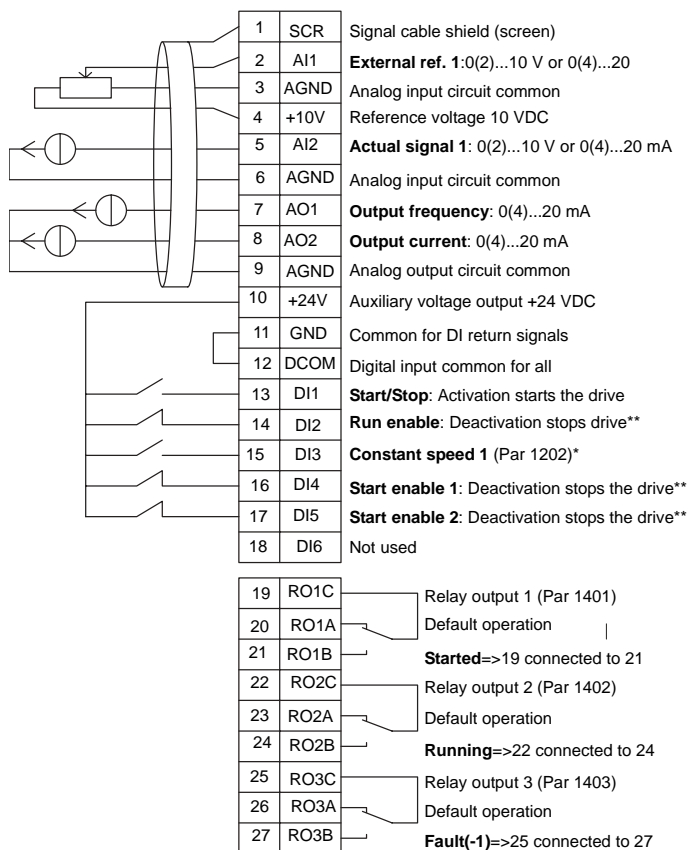 1 SCR Signal cable shield (screen)
2 AI1 External ref. 1:0(2)...10 V or 0(4)...20
3 AGND Analog input circuit common
4 +10V Reference voltage 10 VDC
5 AI2 Actual signal 1: 0(2)...10 V or 0(4)...20 mA
6 AGND Analog input circuit common
7 AO1 Output frequency: 0(4)...20 mA
8 AO2 Output current: 0(4)...20 mA
9 AGND Analog output circuit common
10 +24V Auxiliary voltage output +24 VDC
11 GND Common for DI return signals
12 DCOM Digital input common for all
13 DI1 Start/Stop: Activation starts the drive
14 DI2 Run enable: Deactivation stops drive**
15 DI3 Constant speed 1 (Par 1202)*
16 DI4 Start enable 1: Deactivation stops the drive**
17 DI5 Start enable 2: Deactivation stops the drive**
18 DI6 Not used
19 RO1C Relay output 1 (Par 1401)
20 RO1A Default operation
21 RO1B Started=>19 connected to 21
22 RO2C Relay output 2 (Par 1402)
23 RO2A Default operation
24 RO2B Running=>22 connected to 24
25 RO3C Relay output 3 (Par 1403)
26 RO3A Default operation
27 RO3B Fault(-1)=>25 connected to 27